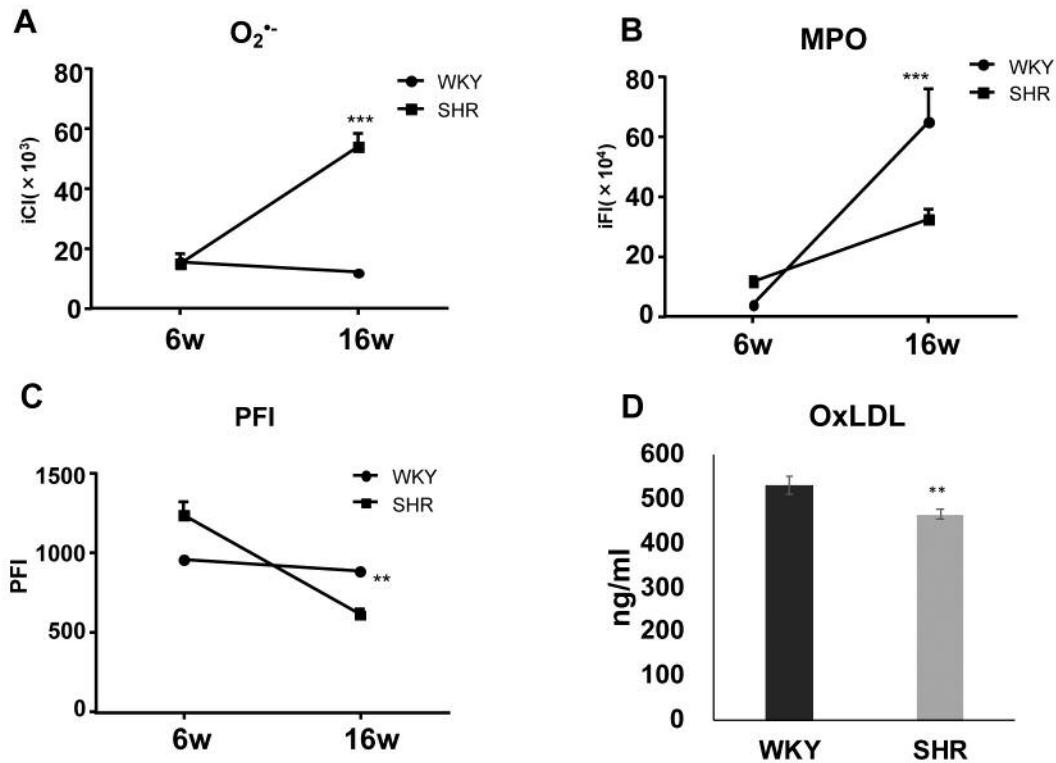 A
O₂•-
80
60
40
20
0
iCl(×10³)
***
WKY
SHR
6w
16w
B
MPO
80
60
40
20
0
iFI(×10⁴)
***
WKY
SHR
6w
16w
C
PFI
1500
1000
500
0
PFI
**
WKY
SHR
6w
16w
D
OxLDL
600
500
400
300
200
100
0
ng/ml
**
WKY
SHR